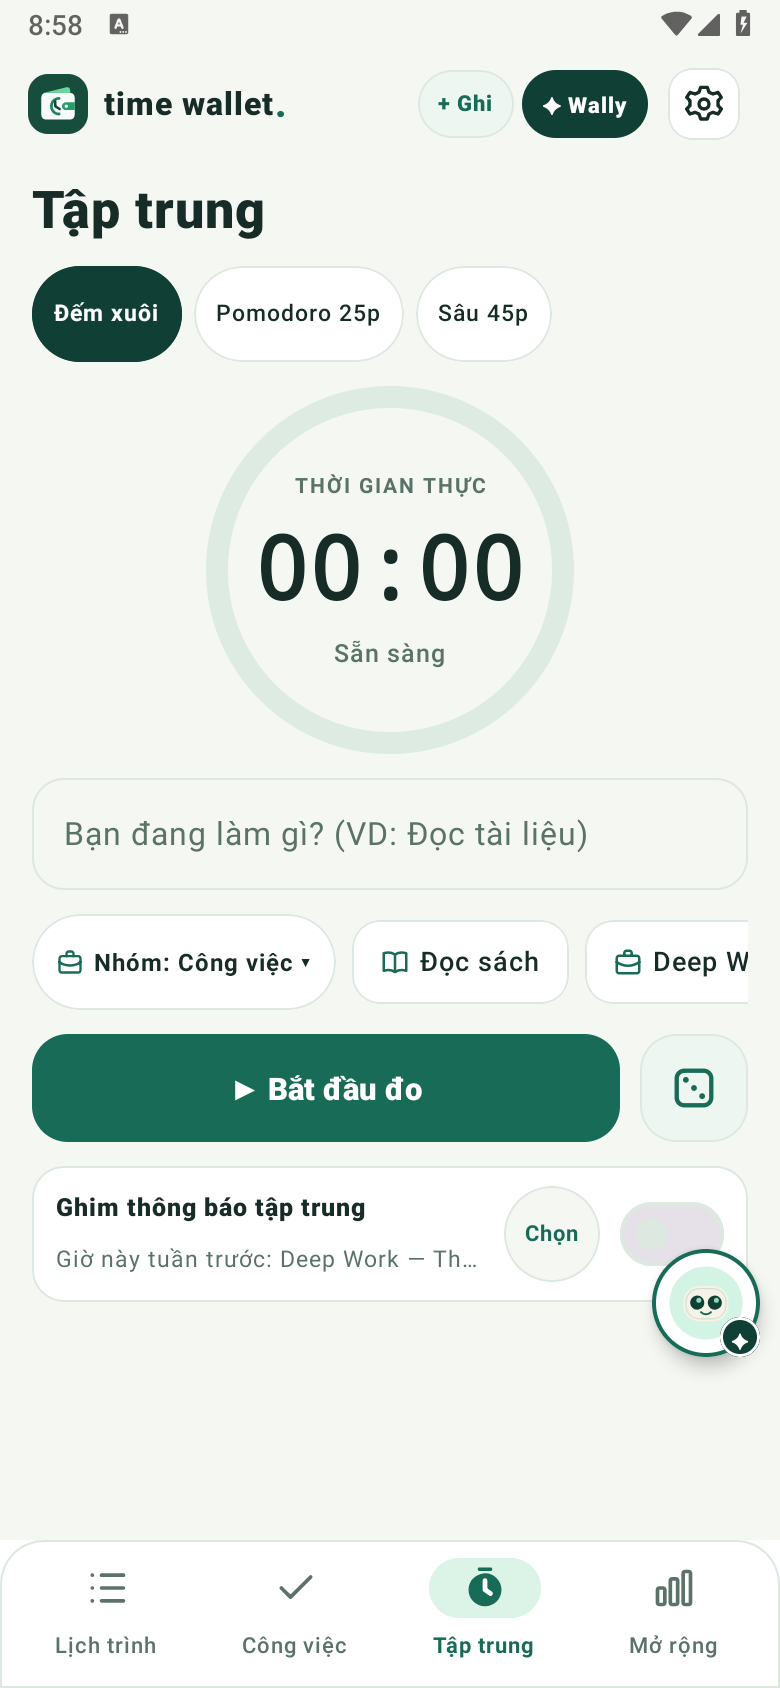 8:58
time wallet.
+ Ghi
Wally
Tập trung
Đếm xuôi
Pomodoro 25p
Sâu 45p
THỜI GIAN THỰC
00:00
Sẵn sàng
Bạn đang làm gì? (VD: Đọc tài liệu)
Nhóm: Công việc ▾
Đọc sách
Deep W
▶ Bắt đầu đo
Ghim thông báo tập trung
Giờ này tuần trước: Deep Work — Th…
Chọn
Lịch trình
Công việc
Tập trung
Mở rộng